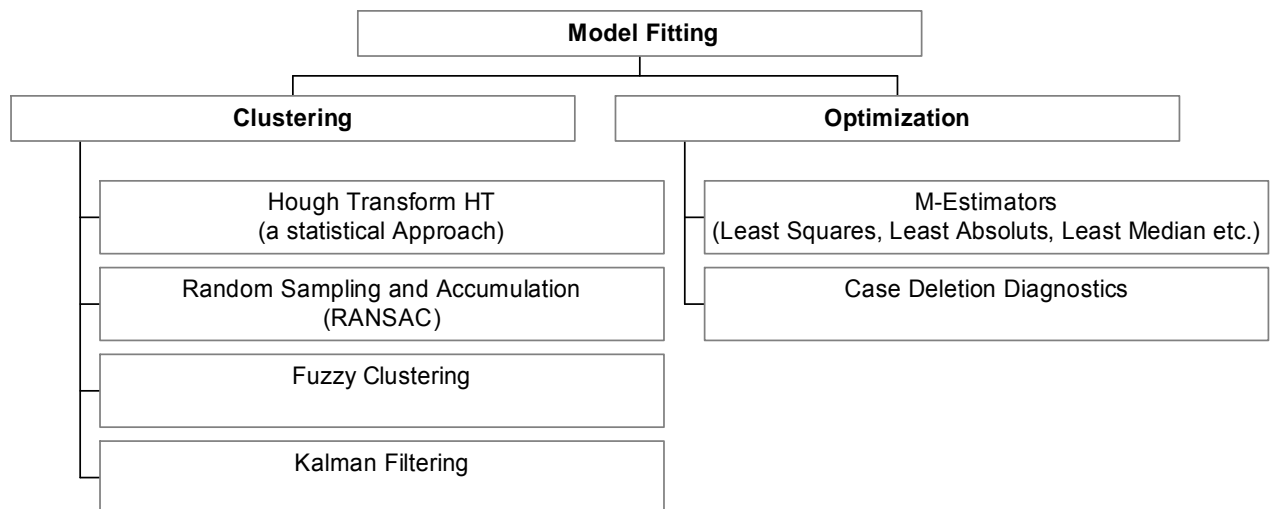 Model Fitting
Clustering
Optimization
Hough Transform HT
(a statistical Approach)
Random Sampling and Accumulation
(RANSAC)
Fuzzy Clustering
Kalman Filtering
M-Estimators
(Least Squares, Least Absoluts, Least Median etc.)
Case Deletion Diagnostics